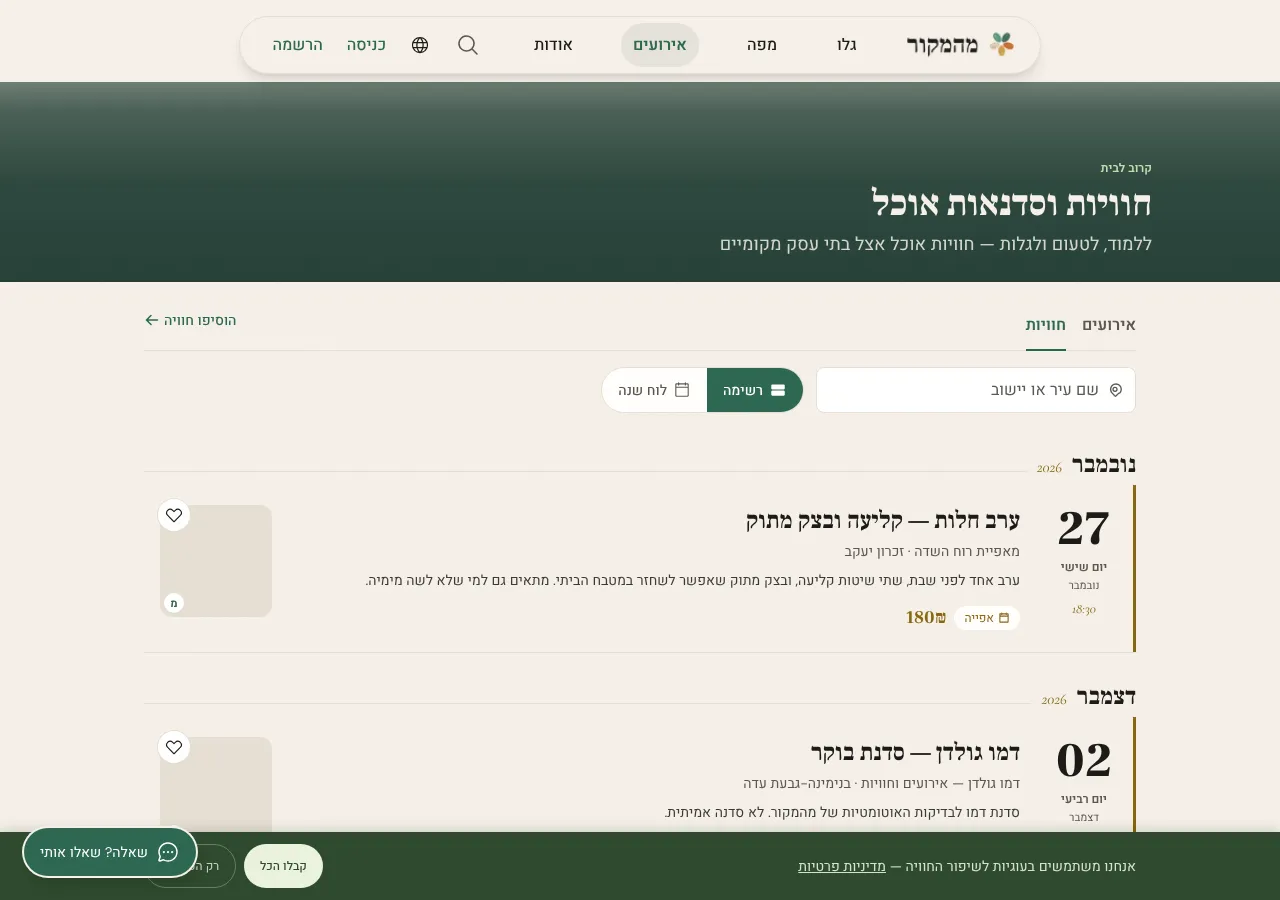 מהמקור
גלו
מפה
אירועים
אודות
כניסה
הרשמה
קרוב לבית
חוויות וסדנאות אוכל
ללמוד, לטעום ולגלות — חוויות אוכל אצל בתי עסק מקומיים
אירועים
חוויות
הוסיפו חוויה ←
שם עיר או יישוב
רשימה
לוח שנה
נובמבר 2026
27
יום שישי
נובמבר
18:30
ערב חלות — קליעה ובצק מתוק
מאפיית רוח השדה · זכרון יעקב
ערב אחד לפני שבת, שתי שיטות קליעה, ובצק מתוק שאפשר לשחזר במטבח הביתי. מתאים גם למי שלא לשה מימיה.
אפייה
₪180
מ
דצמבר 2026
02
יום רביעי
דצמבר
דמו גולדן — סדנת בוקר
דמו גולדן — אירועים וחוויות · בנימינה-גבעת עדה
סדנת דמו לבדיקות האוטומטיות של מהמקור. לא סדנה אמיתית.
אנחנו משתמשים בעוגיות לשיפור החוויה — מדיניות פרטיות
קבלו הכל
רק
שאלה? שאלו אותי